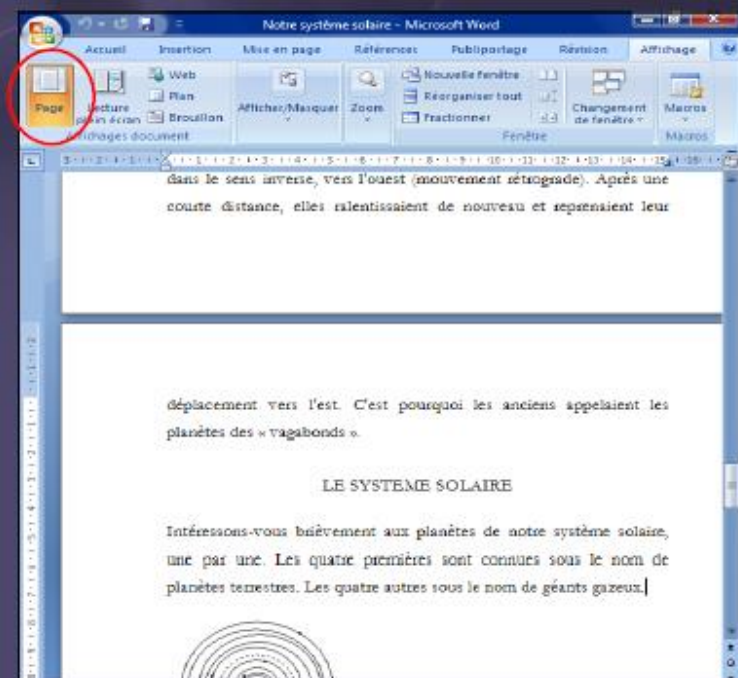 Notre système solaire - Microsoft Word
Accueil Insertion Mise en page Références Publipostage Révision Affichage
Page
Lecture plein écran
Web
Plan
Brouillon
Afficher/Masquer
Zoom
Nouvelle fenêtre
Réorganiser tout
Fractionner
Changement de fenêtre
Macros
Affichages document Fenêtre Macros
dans le sens inverse, vers l'ouest (mouvement rétrograde). Après une
courte distance, elles ralentissaient de nouveau et reprenaient leur
déplacement vers l'est. C'est pourquoi les anciens appelaient les
planètes des « vagabonds ».
LE SYSTEME SOLAIRE
Intéressons-vous brièvement aux planètes de notre système solaire,
une par une. Les quatre premières sont connues sous le nom de
planètes terrestres. Les quatre autres sous le nom de géants gazeux.